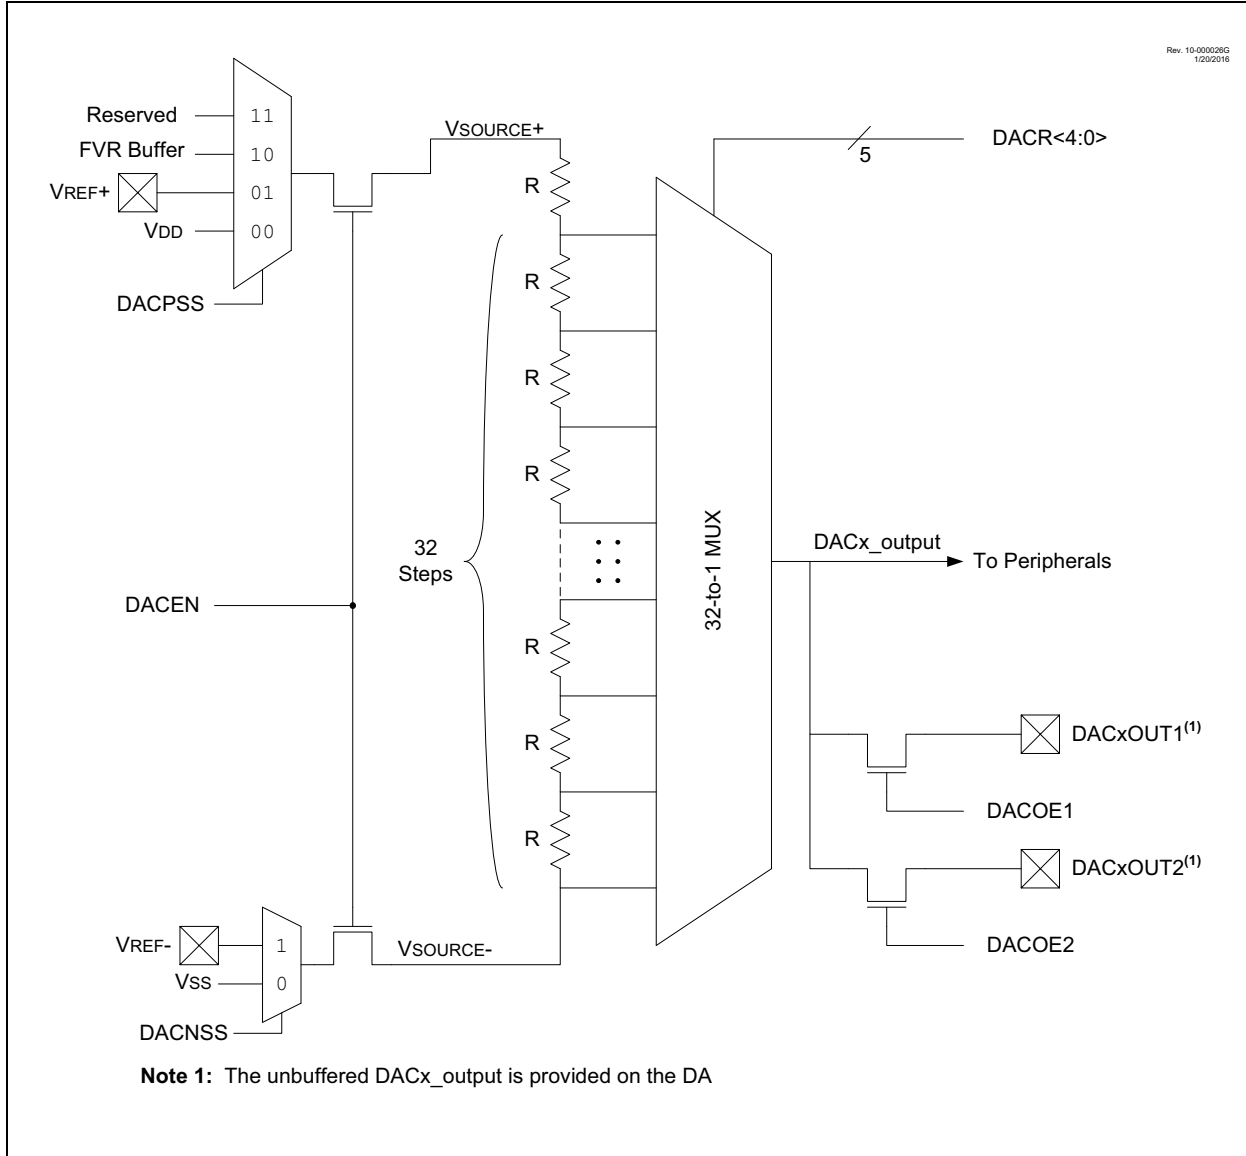 Rev. 10-000026G
1/20/2016
Reserved
11
FVR Buffer
10
VREF+
01
VDD
00
DACPSS
VSOURCE+
R
R
R
R
32
Steps
R
R
R
DACR<4:0>
5
32-to-1 MUX
DACx_output
To Peripherals
DACEN
DACxOUT1(1)
DACOE1
DACxOUT2(1)
DACOE2
VREF-
1
VSS
0
DACNSS
VSOURCE-
Note 1: The unbuffered DACx_output is provided on the DA